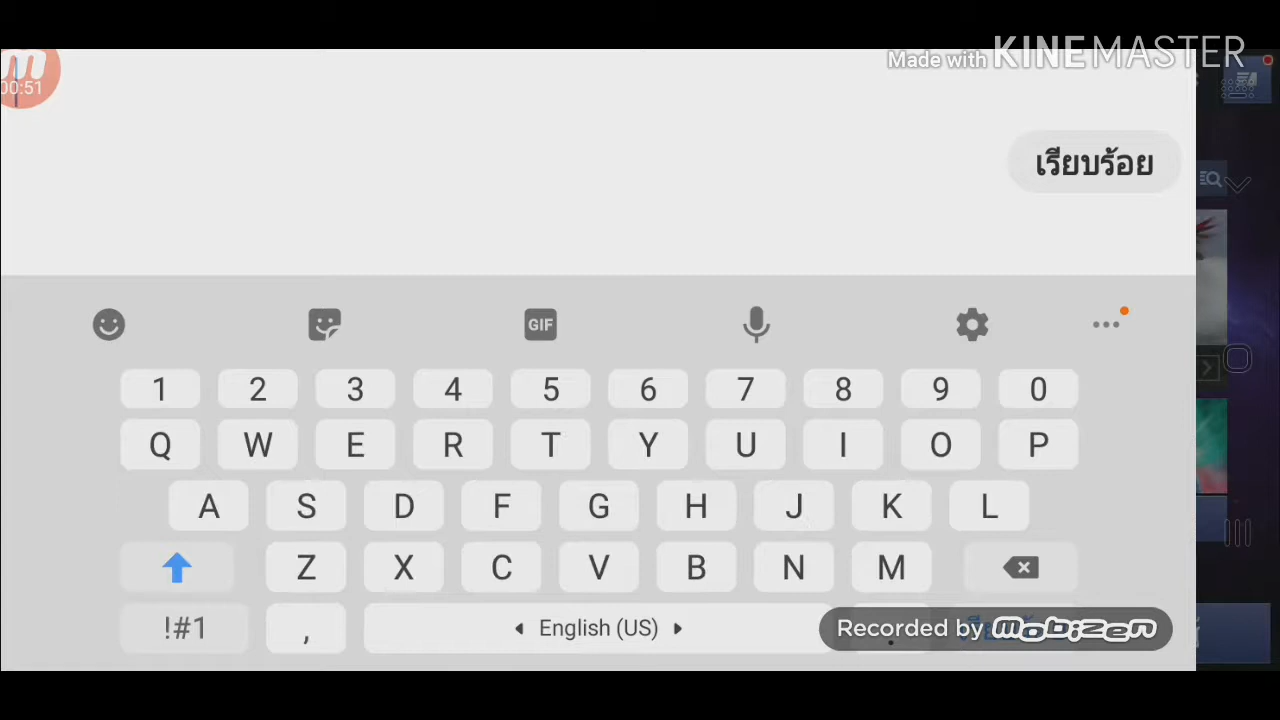 Made with KINEMASTER
00:51
เรียบร้อย
GIF
1 2 3 4 5 6 7 8 9 0
Q W E R T Y U I O P
A S D F G H J K L
Z X C V B N M
!#1 , English (US) .
Recorded by mobizen